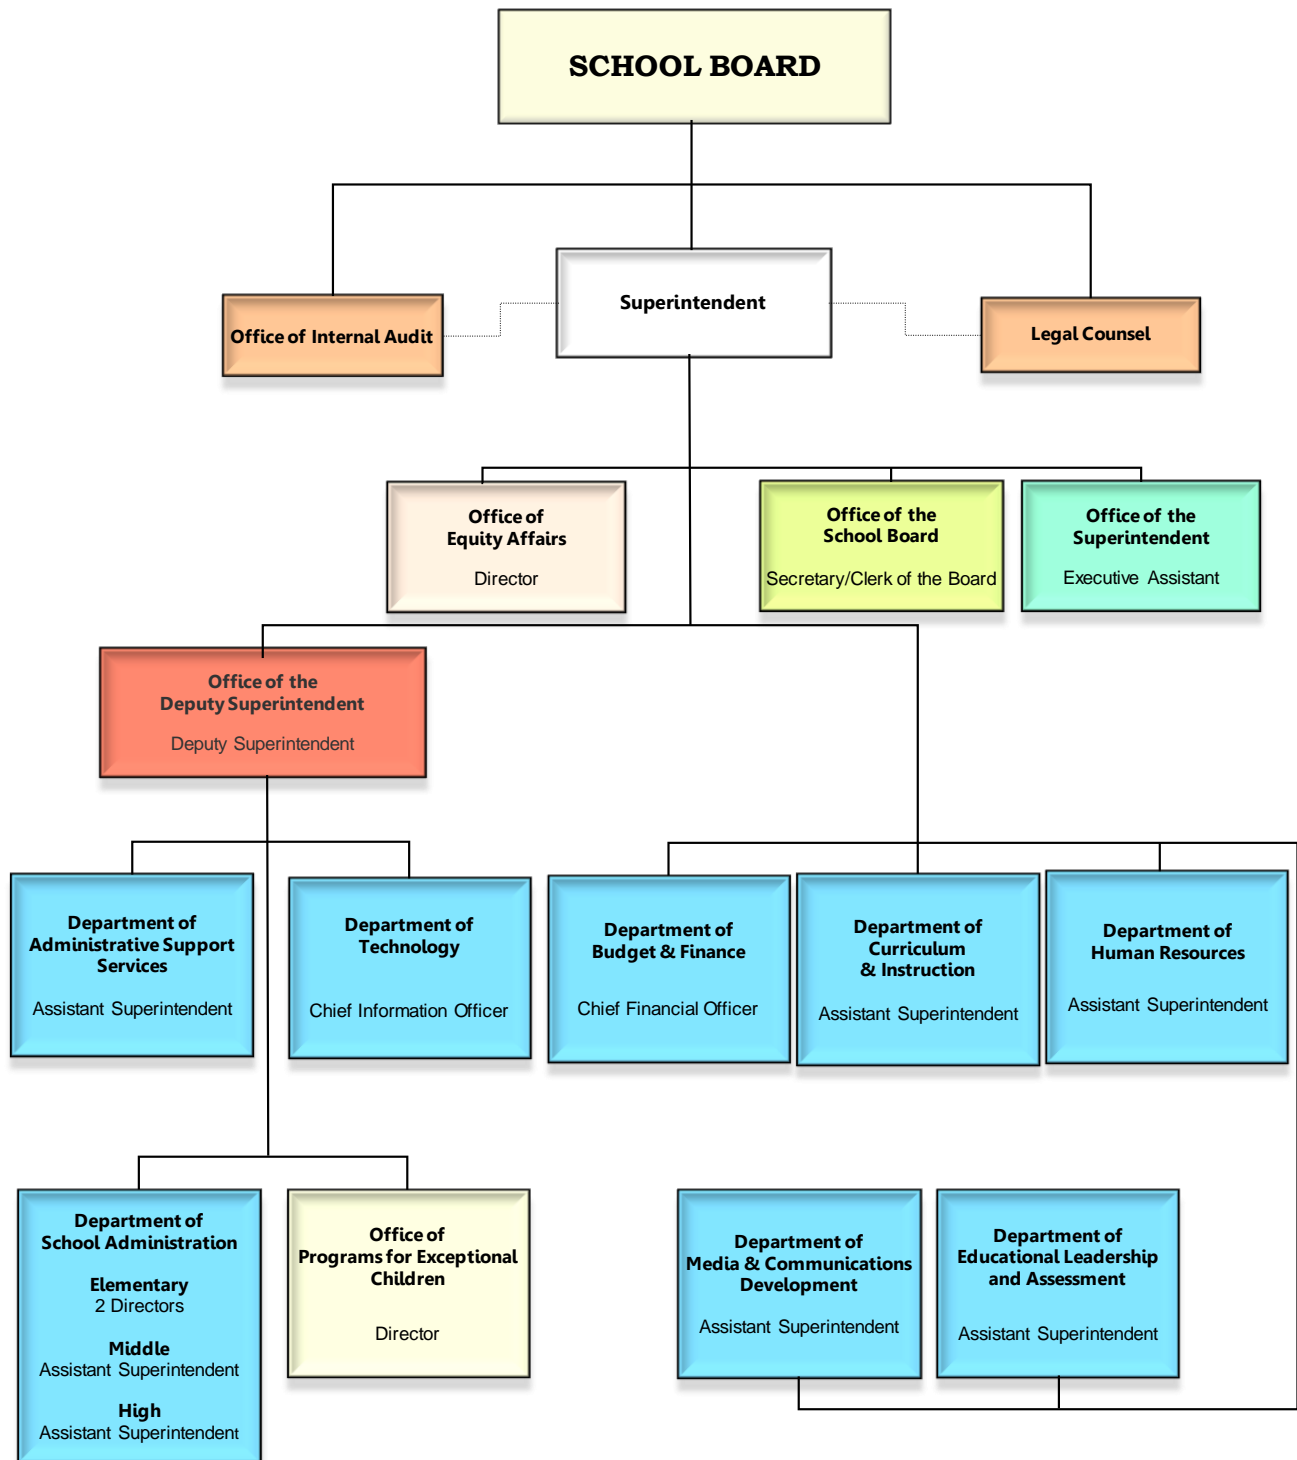 SCHOOL BOARD
Superintendent
Office of Internal Audit
Legal Counsel
Office of
Equity Affairs
Director
Office of the
School Board
Secretary/Clerk of the Board
Office of the
Superintendent
Executive Assistant
Office of the
Deputy Superintendent
Deputy Superintendent
Department of
Administrative Support
Services
Assistant Superintendent
Department of
Technology
Chief Information Officer
Department of
Budget & Finance
Chief Financial Officer
Department of
Curriculum
& Instruction
Assistant Superintendent
Department of
Human Resources
Assistant Superintendent
Department of
School Administration
Elementary
2 Directors
Middle
Assistant Superintendent
High
Assistant Superintendent
Office of
Programs for Exceptional
Children
Director
Department of
Media & Communications
Development
Assistant Superintendent
Department of
Educational Leadership
and Assessment
Assistant Superintendent